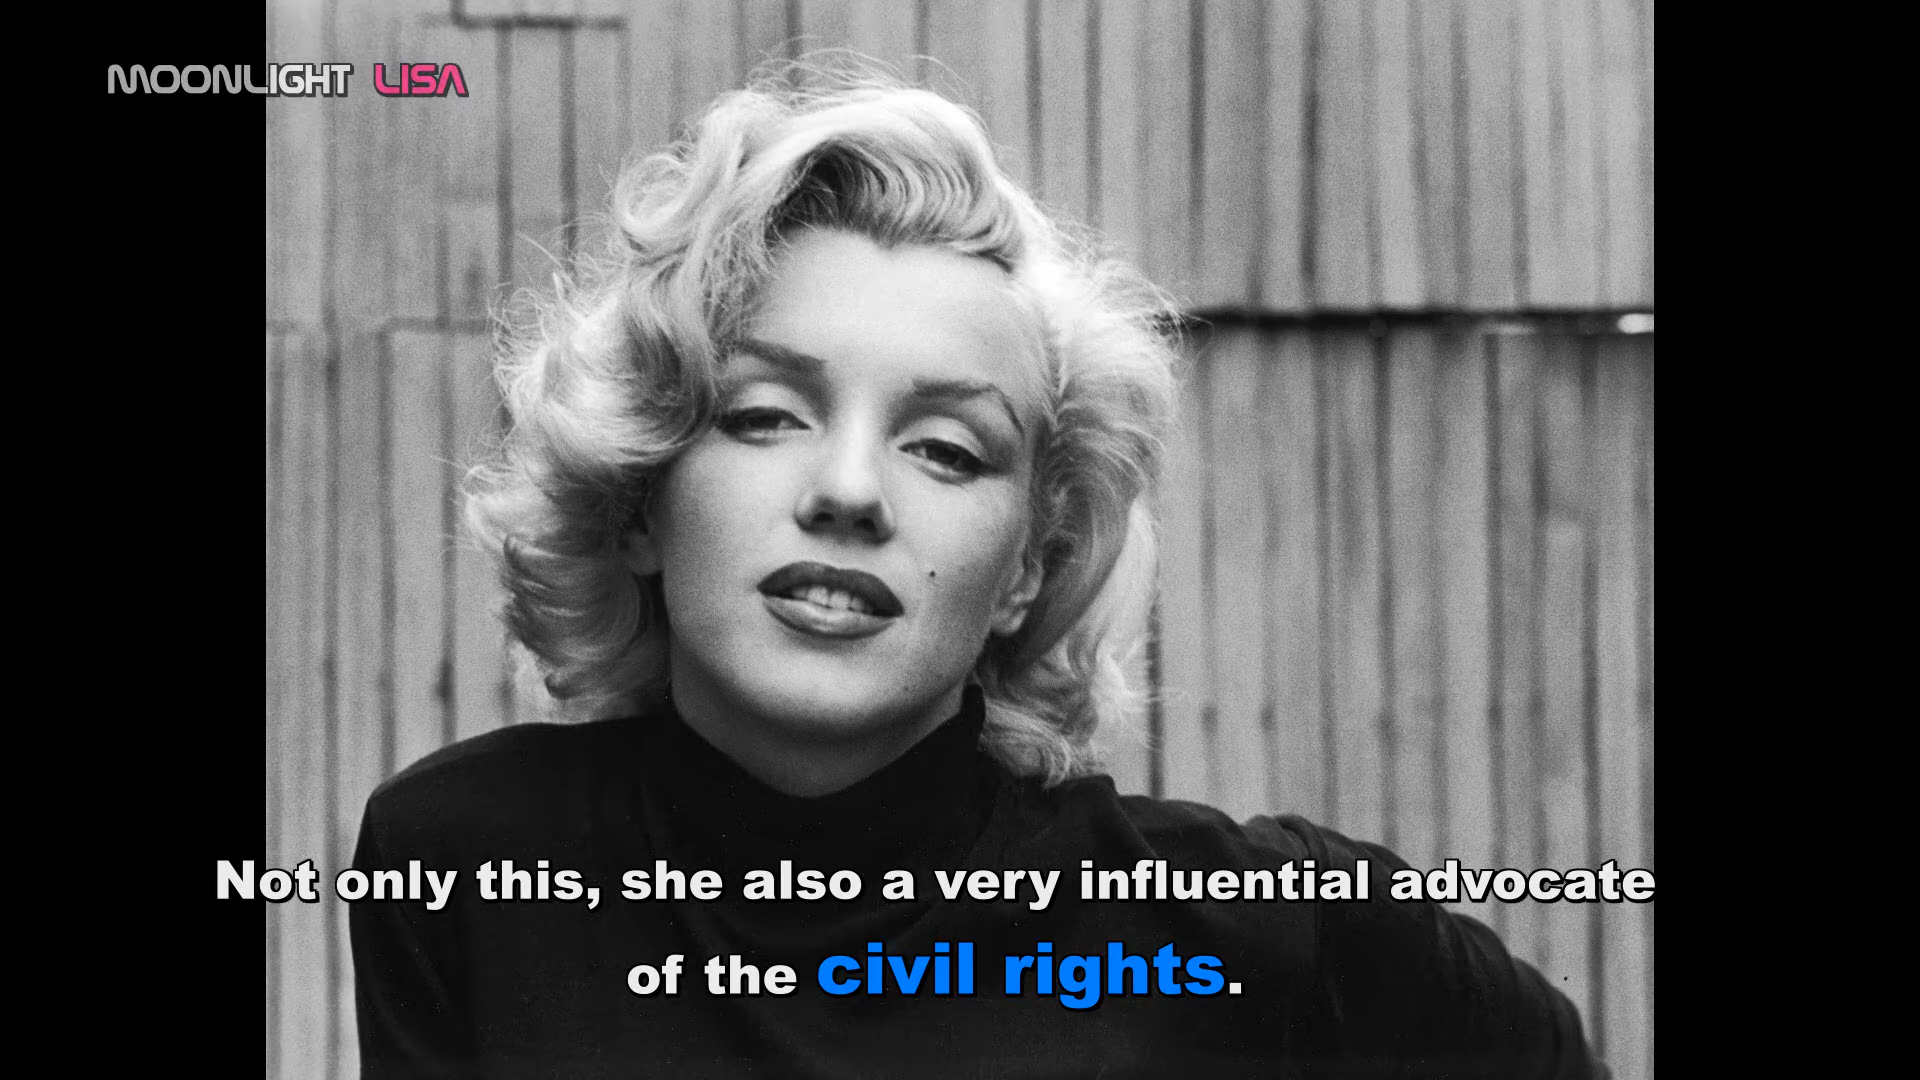 MOONLIGHT LISA
Not only this, she also a very influential advocate
of the civil rights.